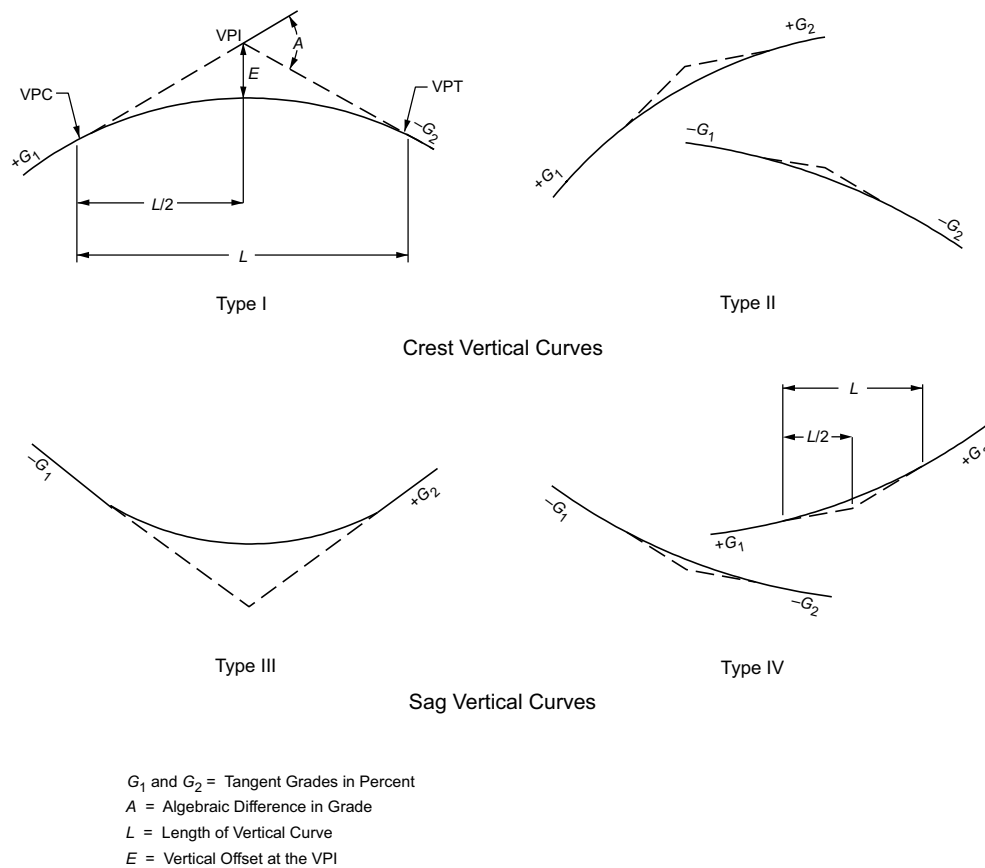 VPI
A
E
VPC
VPT
+G1
–G2
L/2
L
Type I
+G2
+G1
–G1
–G2
Type II
Crest Vertical Curves
–G1
+G2
Type III
L
L/2
–G1
–G2
+G1
Type IV
Sag Vertical Curves
G1 and G2 = Tangent Grades in Percent
A = Algebraic Difference in Grade
L = Length of Vertical Curve
E = Vertical Offset at the VPI